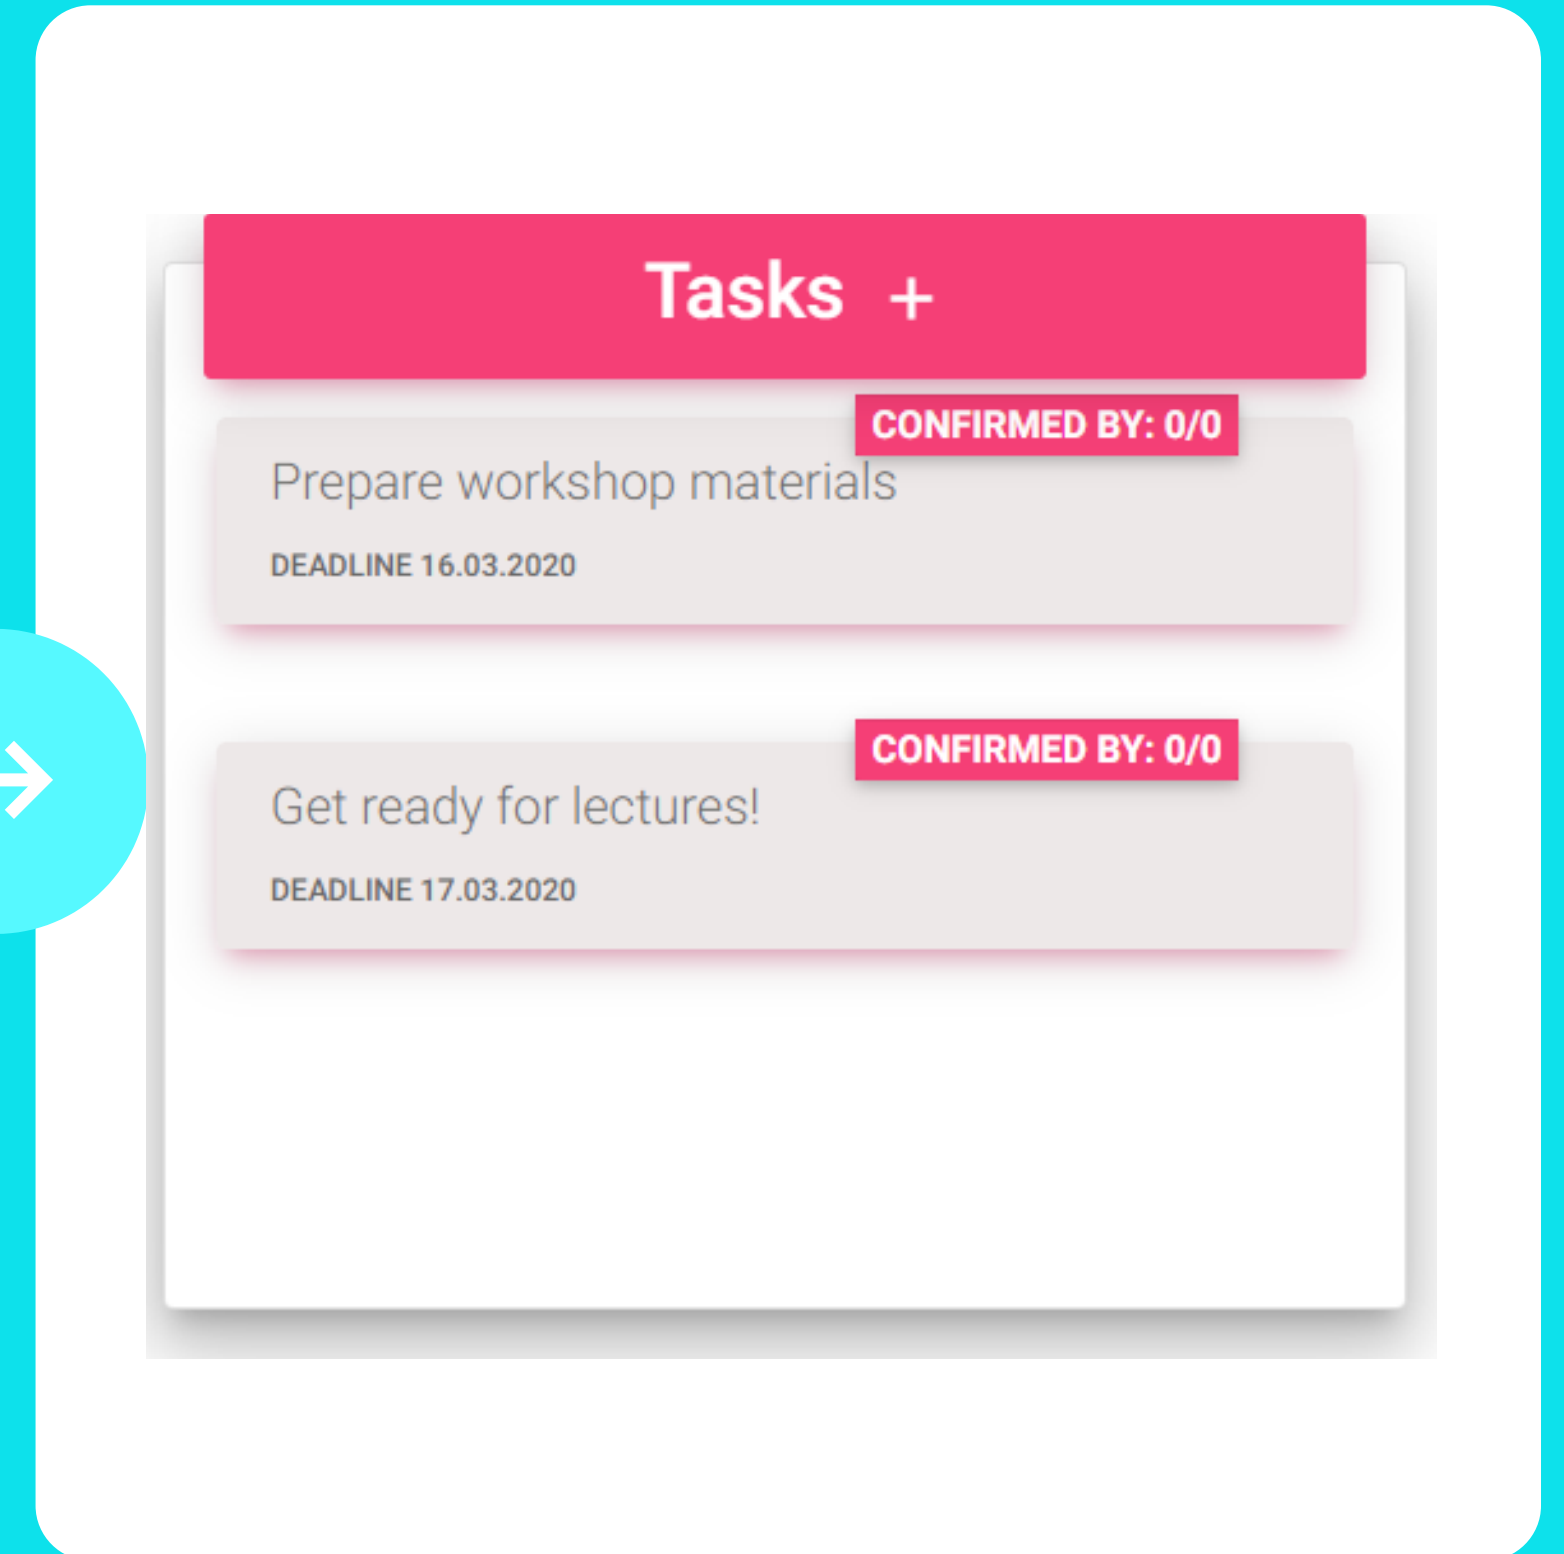 Tasks +
CONFIRMED BY: 0/0
Prepare workshop materials
DEADLINE 16.03.2020
CONFIRMED BY: 0/0
Get ready for lectures!
DEADLINE 17.03.2020